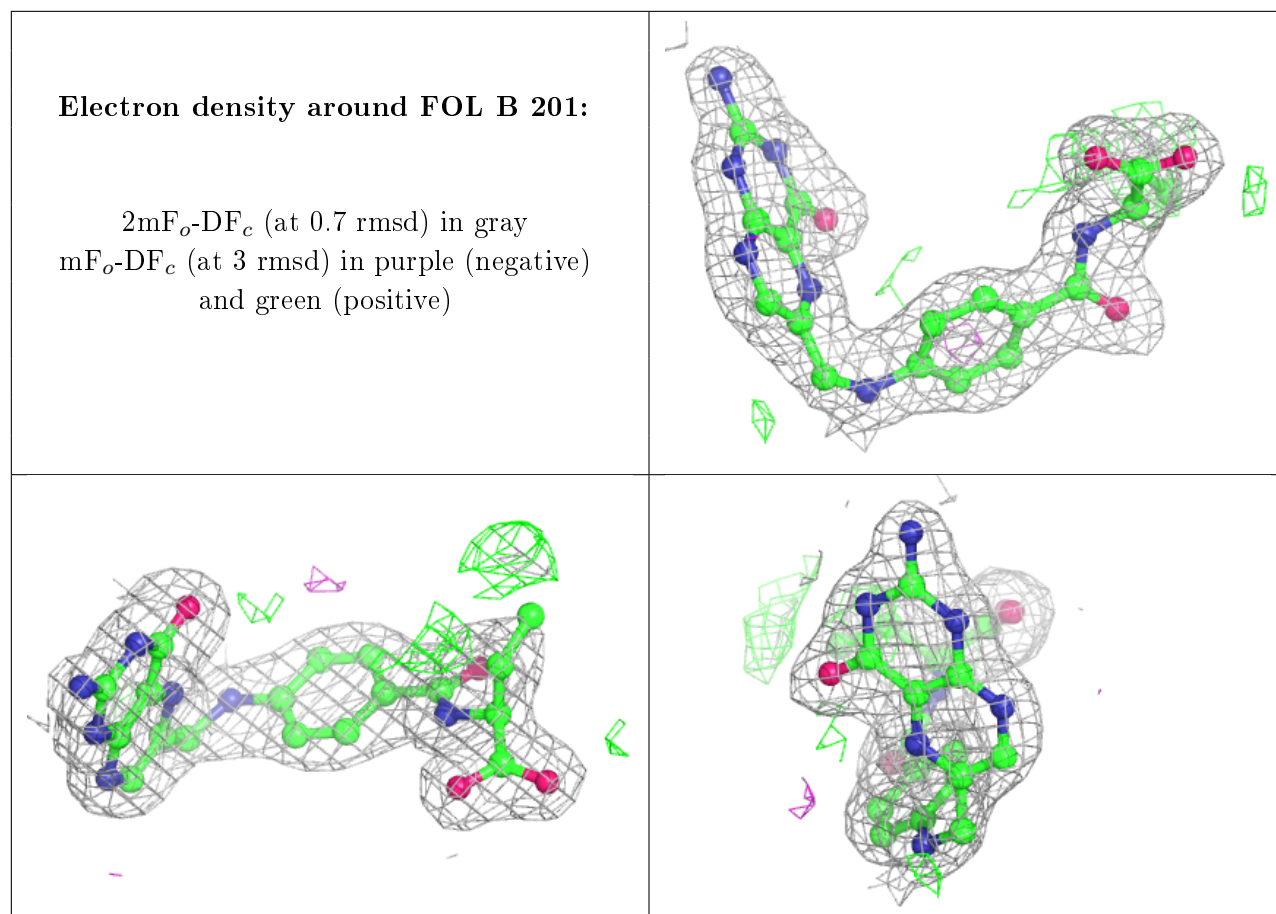 Electron density around FOL B 201:
2mFₒ-DF𝑐 (at 0.7 rmsd) in gray
mFₒ-DF𝑐 (at 3 rmsd) in purple (negative)
and green (positive)